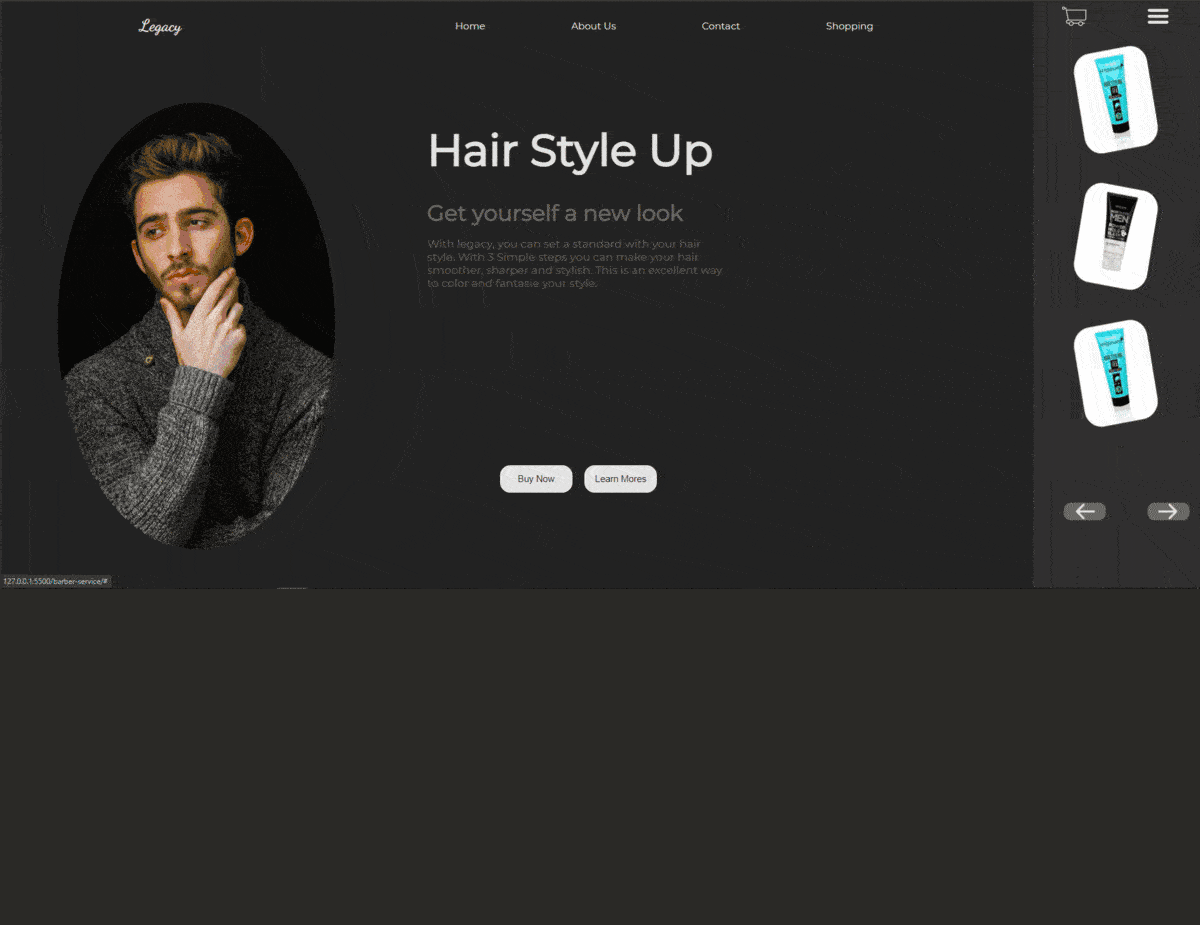 Legacy
Home
About Us
Contact
Shopping
Hair Style Up
Get yourself a new look
With legacy, you can set a standard with your hair
style. With 3 Simple steps you can make your hair
smoother, sharper and stylish. This is an excellent way
to color and fantasie your style.
Buy Now
Learn Mores
MEN
127.0.0.1:5500/barber-service/#